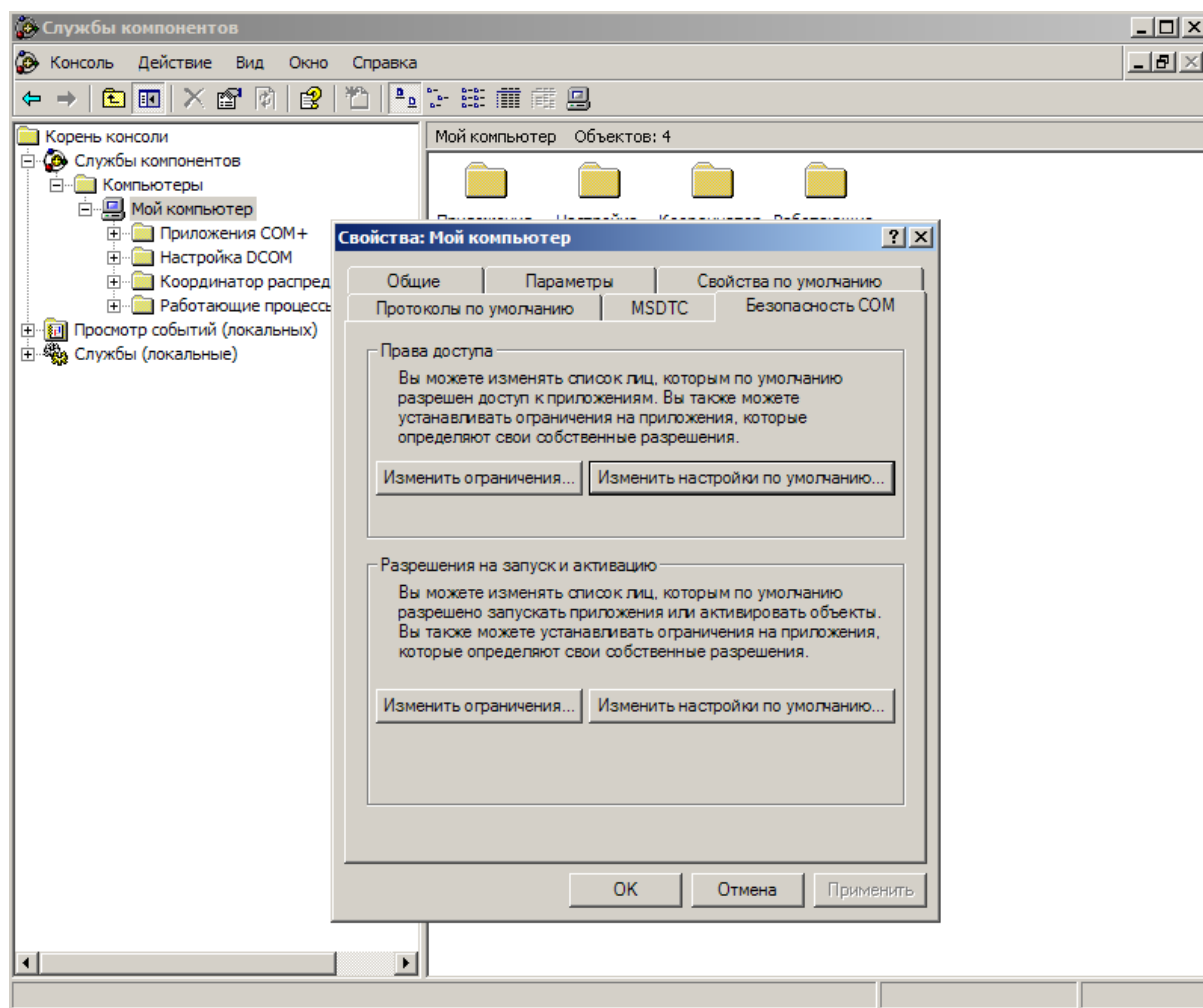 Службы компонентов
Консоль Действие Вид Окно Справка
Корень консоли
Службы компонентов
Компьютеры
Мой компьютер
Приложения COM+
Настройка DCOM
Координатор распред
Работающие процессы
Просмотр событий (локальных)
Службы (локальные)
Мой компьютер Объектов: 4
Приложения Настройка Координатор Работающие
Свойства: Мой компьютер
Общие Параметры Свойства по умолчанию
Протоколы по умолчанию MSDTC Безопасность COM
Права доступа
Вы можете изменять список лиц, которым по умолчанию
разрешен доступ к приложениям. Вы также можете
устанавливать ограничения на приложения, которые
определяют свои собственные разрешения.
Изменить ограничения... Изменить настройки по умолчанию...
Разрешения на запуск и активацию
Вы можете изменять список лиц, которым по умолчанию
разрешено запускать приложения или активировать объекты.
Вы также можете устанавливать ограничения на приложения,
которые определяют свои собственные разрешения.
Изменить ограничения... Изменить настройки по умолчанию...
OK Отмена Применить